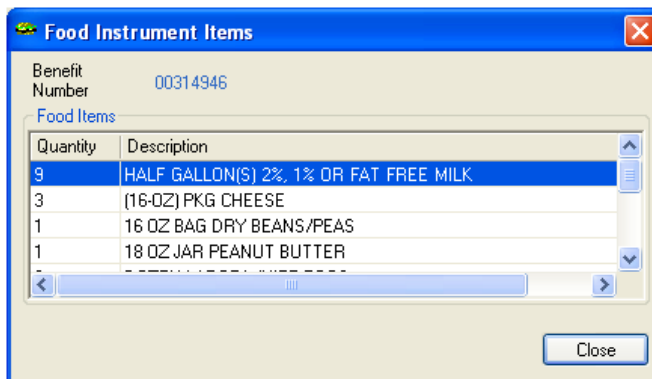 Food Instrument Items
Benefit
Number
00314946
Food Items
Quantity Description
9 HALF GALLON(S) 2%, 1% OR FAT FREE MILK
3 (16-OZ) PKG CHEESE
1 16 OZ BAG DRY BEANS/PEAS
1 18 OZ JAR PEANUT BUTTER
Close